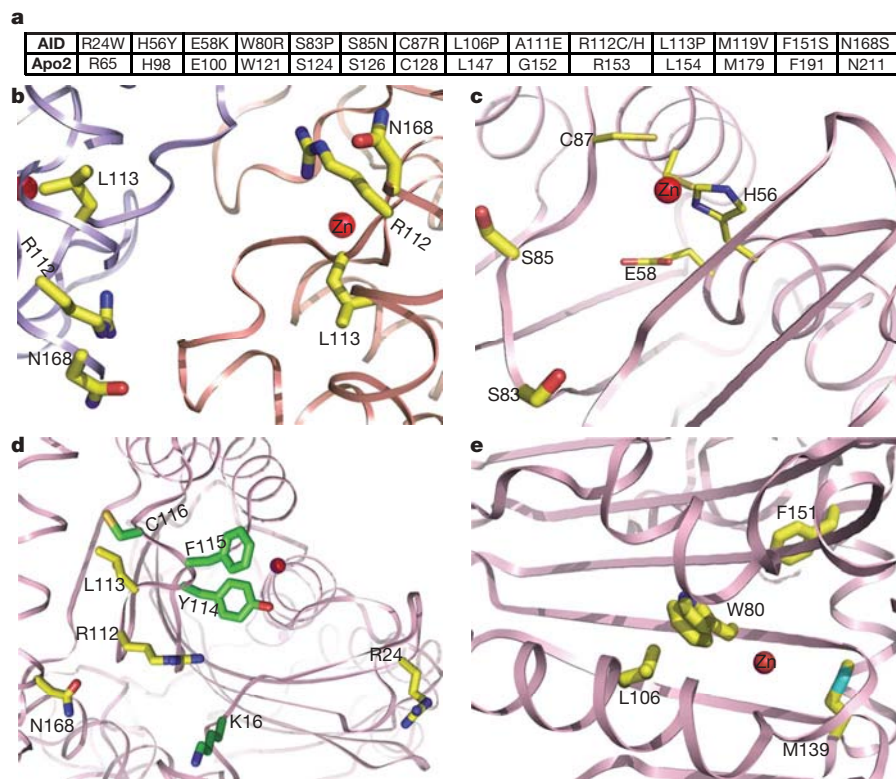 a
AID R24W H56Y E58K W80R S83P S85N C87R L106P A111E R112C/H L113P M119V F151S N168S
Apo2 R65 H98 E100 W121 S124 S126 C128 L147 G152 R153 L154 M179 F191 N211
b
N168
L113
R112
Zn
R112
N168
L113
c
C87
Zn
H56
S85
E58
S83
d
C116
F115
L113
Y114
R112
R24
N168
K16
e
F151
W80
Zn
L106
M139